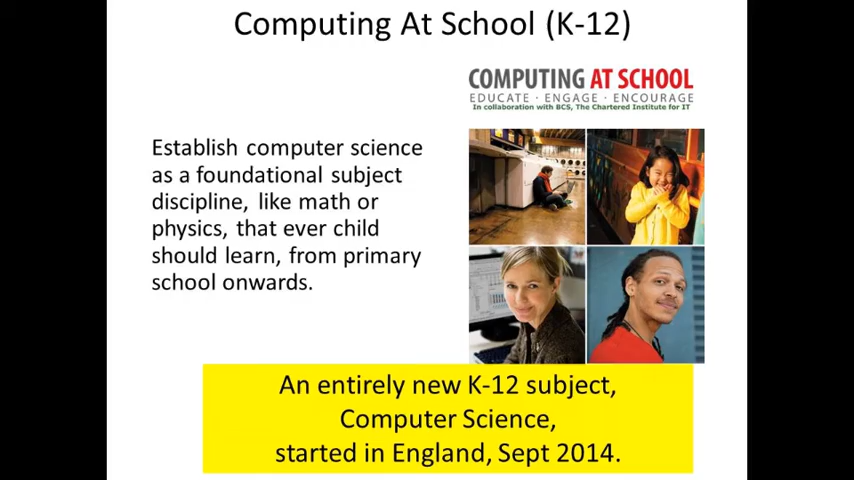 Computing At School (K-12)
COMPUTING AT SCHOOL
EDUCATE · ENGAGE · ENCOURAGE
In collaboration with BCS, The Chartered Institute for IT
Establish computer science
as a foundational subject
discipline, like math or
physics, that ever child
should learn, from primary
school onwards.
An entirely new K-12 subject,
Computer Science,
started in England, Sept 2014.